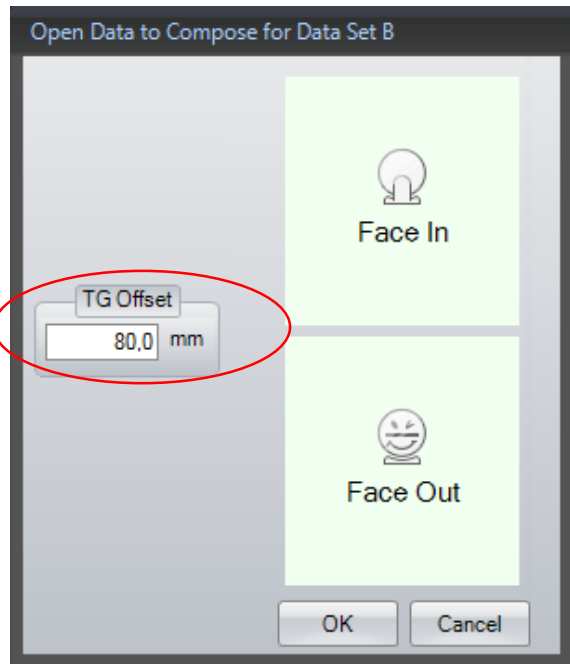 Open Data to Compose for Data Set B
Face In
TG Offset
80,0 mm
Face Out
OK Cancel